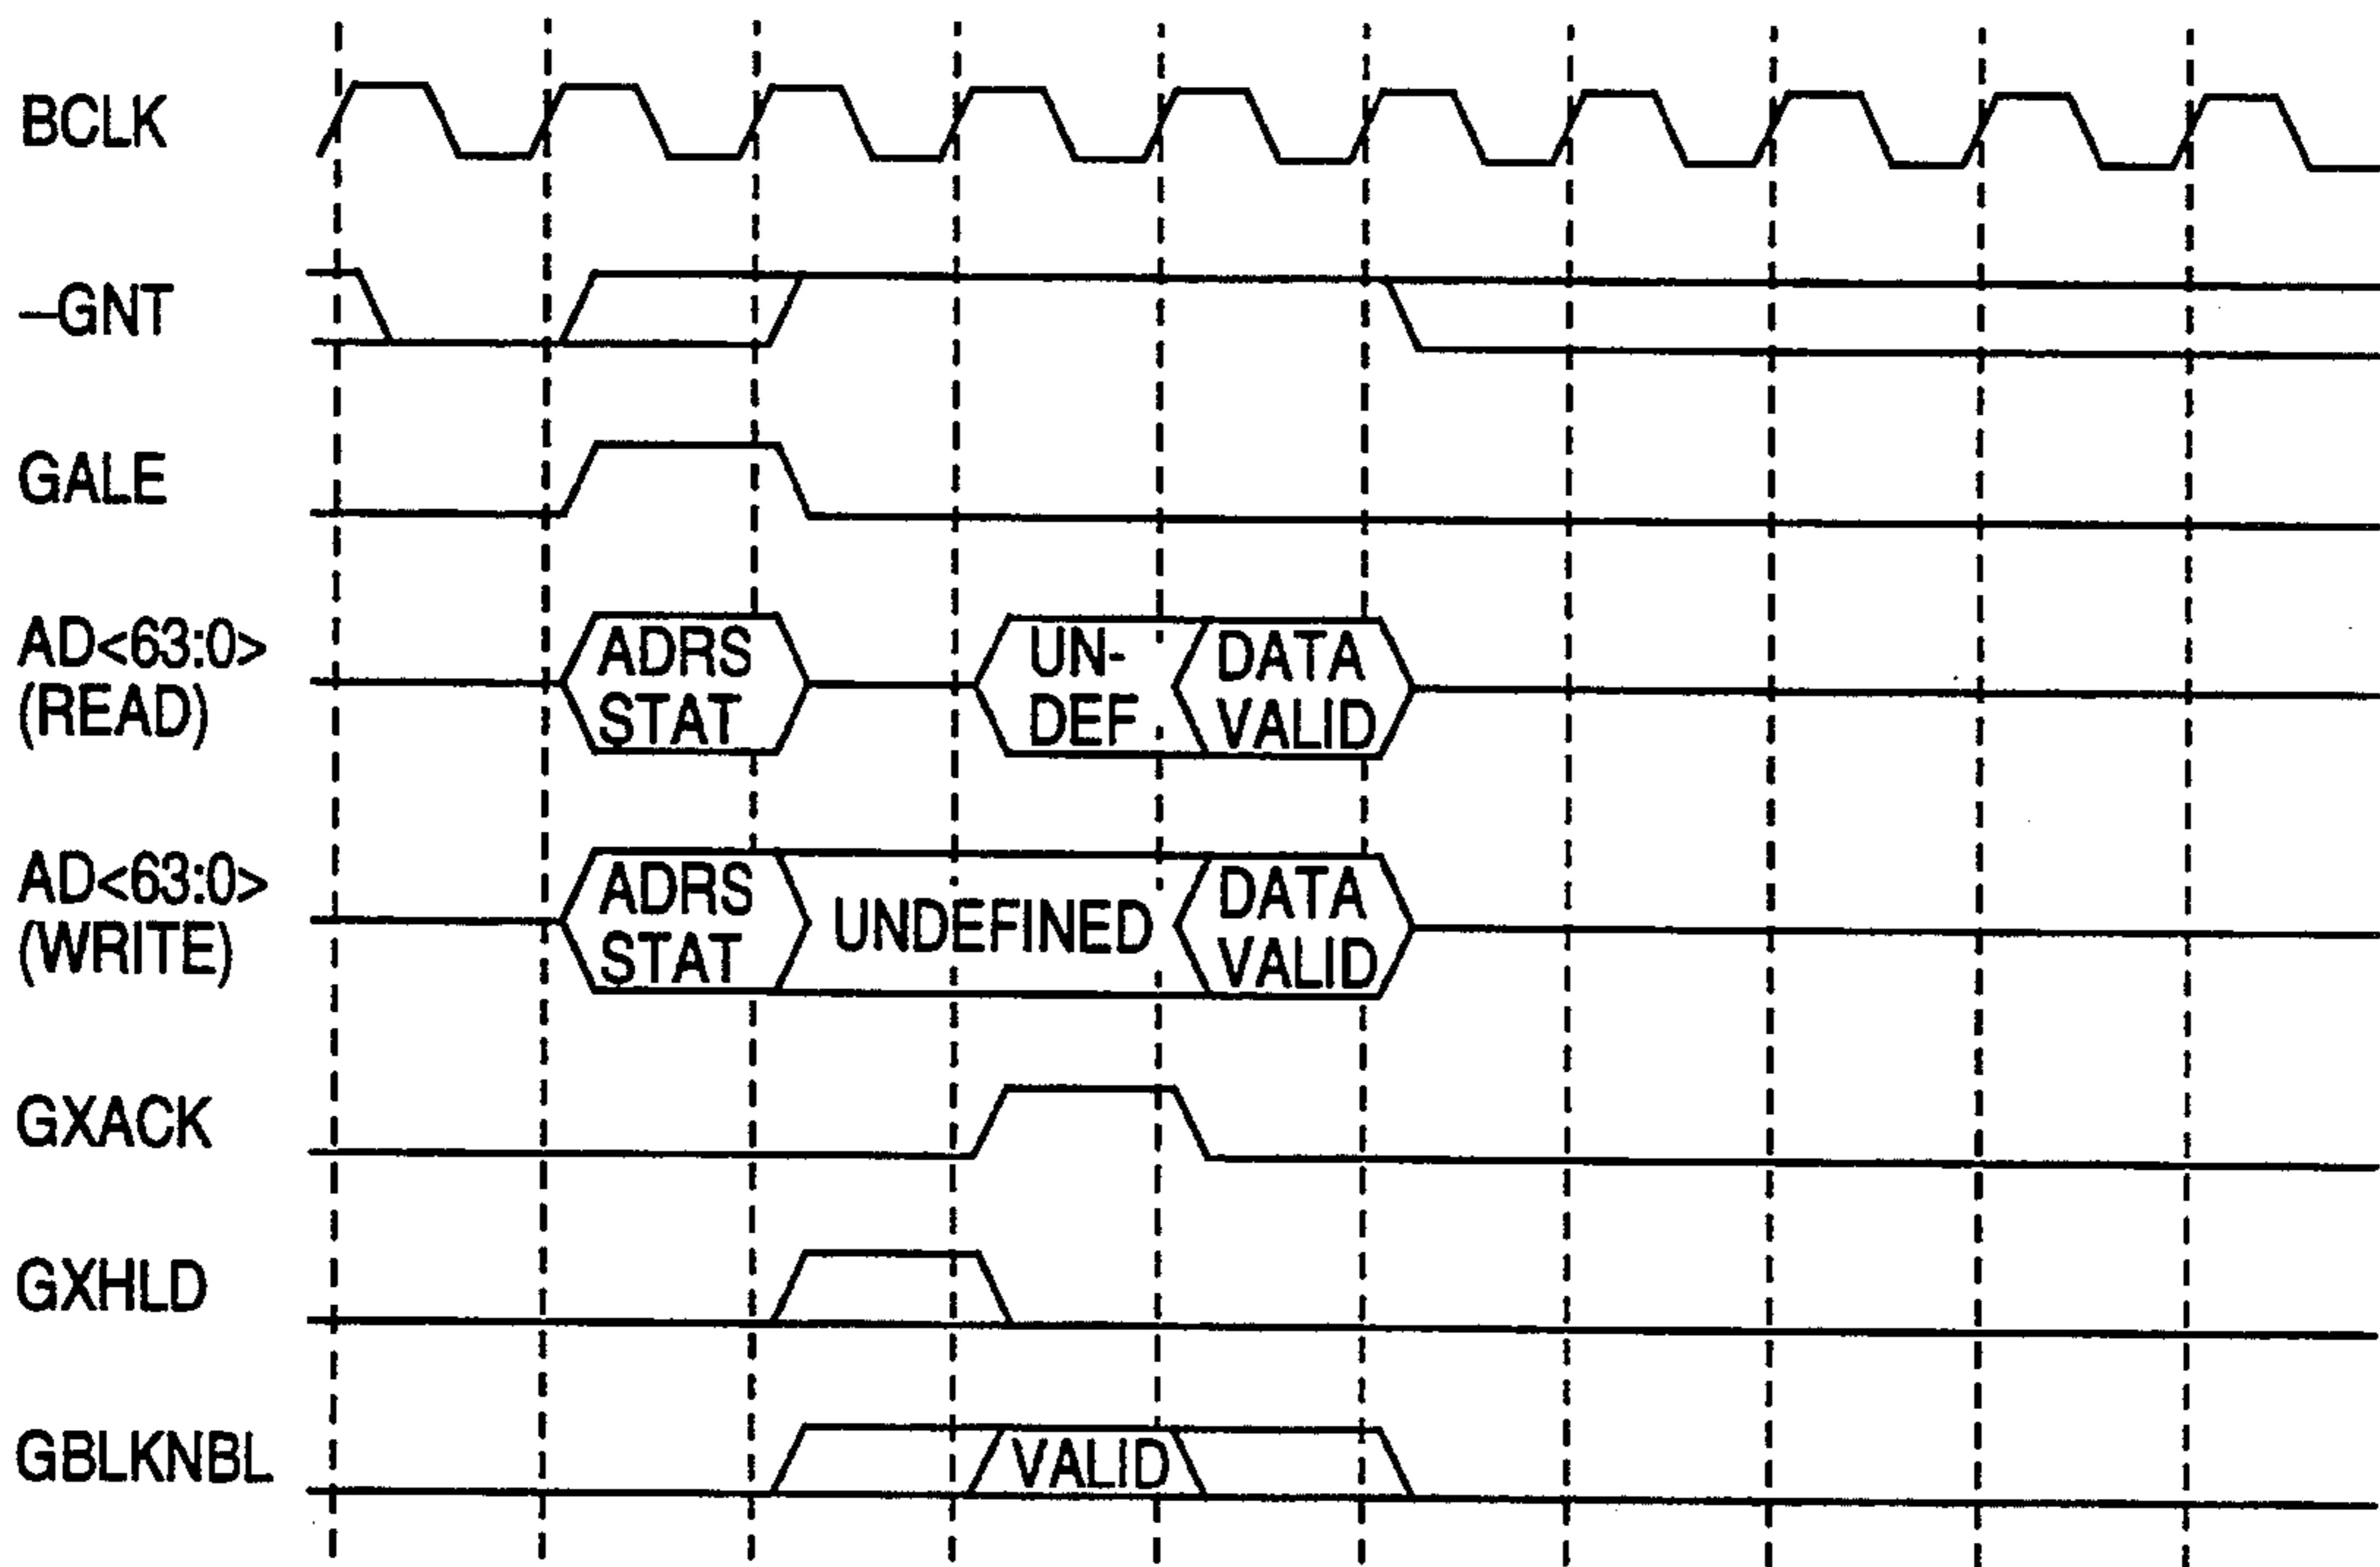 BCLK
–GNT
GALE
AD<63:0>
(READ)
ADRS
STAT
UN-
DEF
DATA
VALID
AD<63:0>
(WRITE)
ADRS
STAT
UNDEFINED
DATA
VALID
GXACK
GXHLD
GBLKNBL
VALID